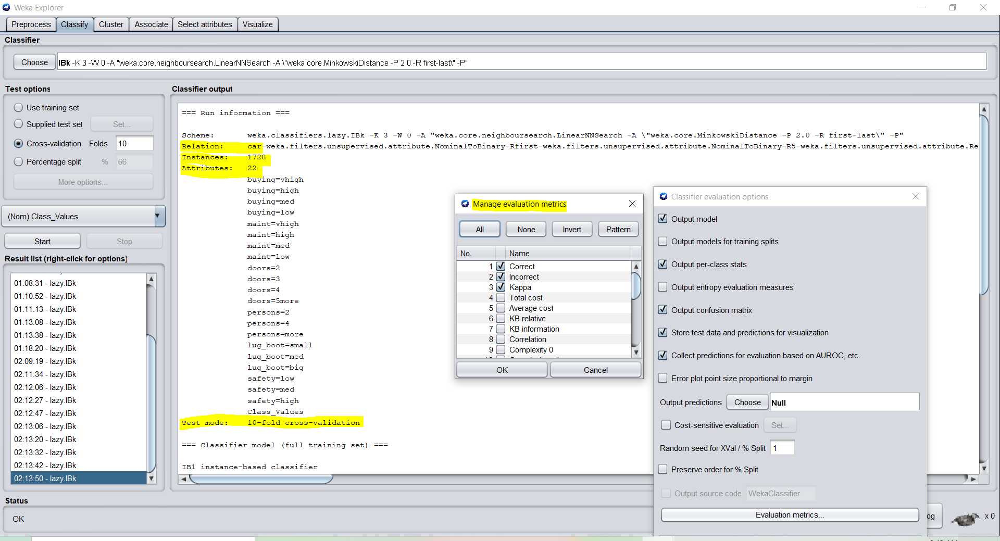 Weka Explorer
Preprocess
Classify
Cluster
Associate
Select attributes
Visualize
Classifier
Choose
IBk -K 3 -W 0 -A "weka.core.neighboursearch.LinearNNSearch -A \"weka.core.MinkowskiDistance -P 2.0 -R first-last\" -P"
Test options
Use training set
Supplied test set
Set...
Cross-validation Folds 10
Percentage split % 66
More options...
(Nom) Class_Values
Start
Stop
Result list (right-click for options)
01:08:31 - lazy.IBk
01:10:52 - lazy.IBk
01:11:13 - lazy.IBk
01:13:08 - lazy.IBk
01:13:38 - lazy.IBk
01:18:20 - lazy.IBk
02:09:19 - lazy.IBk
02:11:34 - lazy.IBk
02:12:06 - lazy.IBk
02:12:27 - lazy.IBk
02:12:47 - lazy.IBk
02:13:06 - lazy.IBk
02:13:20 - lazy.IBk
02:13:32 - lazy.IBk
02:13:42 - lazy.IBk
02:13:50 - lazy.IBk
Classifier output
=== Run information ===
Scheme: weka.classifiers.lazy.IBk -K 3 -W 0 -A "weka.core.neighboursearch.LinearNNSearch -A \"weka.core.MinkowskiDistance -P 2.0 -R first-last\" -P"
Relation: car-weka.filters.unsupervised.attribute.NominalToBinary-Rfirst-weka.filters.unsupervised.attribute.NominalToBinary-R5-weka.filters.unsupervised.attribute.Re
Instances: 1728
Attributes: 22
buying=vhigh
buying=high
buying=med
buying=low
maint=vhigh
maint=high
maint=med
maint=low
doors=2
doors=3
doors=4
doors=5more
persons=2
persons=4
persons=more
lug_boot=small
lug_boot=med
lug_boot=big
safety=low
safety=med
safety=high
Class_Values
Test mode: 10-fold cross-validation
=== Classifier model (full training set) ===
IB1 instance-based classifier
Manage evaluation metrics
All
None
Invert
Pattern
No. Name
1 Correct
2 Incorrect
3 Kappa
4 Total cost
5 Average cost
6 KB relative
7 KB information
8 Correlation
9 Complexity 0
OK
Cancel
Classifier evaluation options
Output model
Output models for training splits
Output per-class stats
Output entropy evaluation measures
Output confusion matrix
Store test data and predictions for visualization
Collect predictions for evaluation based on AUROC, etc.
Error plot point size proportional to margin
Output predictions Choose Null
Cost-sensitive evaluation Set...
Random seed for XVal / % Split 1
Preserve order for % Split
Output source code WekaClassifier
Evaluation metrics...
Status
OK
og
x 0